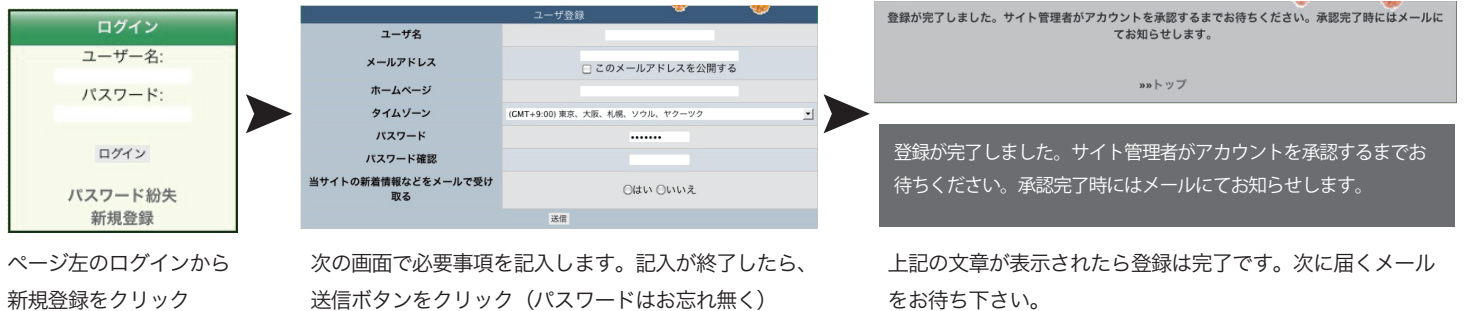 ログイン
ユーザー名:
パスワード:
ログイン
パスワード紛失
新規登録
ページ左のログインから
新規登録をクリック
ユーザ登録
ユーザ名
メールアドレス
このメールアドレスを公開する
ホームページ
タイムゾーン
(GMT+9:00) 東京、大阪、札幌、ソウル、ヤクーツク
パスワード
•••••••
パスワード確認
当サイトの新着情報などをメールで受け
取る
はい いいえ
送信
次の画面で必要事項を記入します。記入が終了したら、
送信ボタンをクリック（パスワードはお忘れ無く）
登録が完了しました。サイト管理者がアカウントを承認するまでお待ちください。承認完了時にはメールに
てお知らせします。
»»トップ
登録が完了しました。サイト管理者がアカウントを承認するまでお
待ちください。承認完了時にはメールにてお知らせします。
上記の文章が表示されたら登録は完了です。次に届くメール
をお待ち下さい。